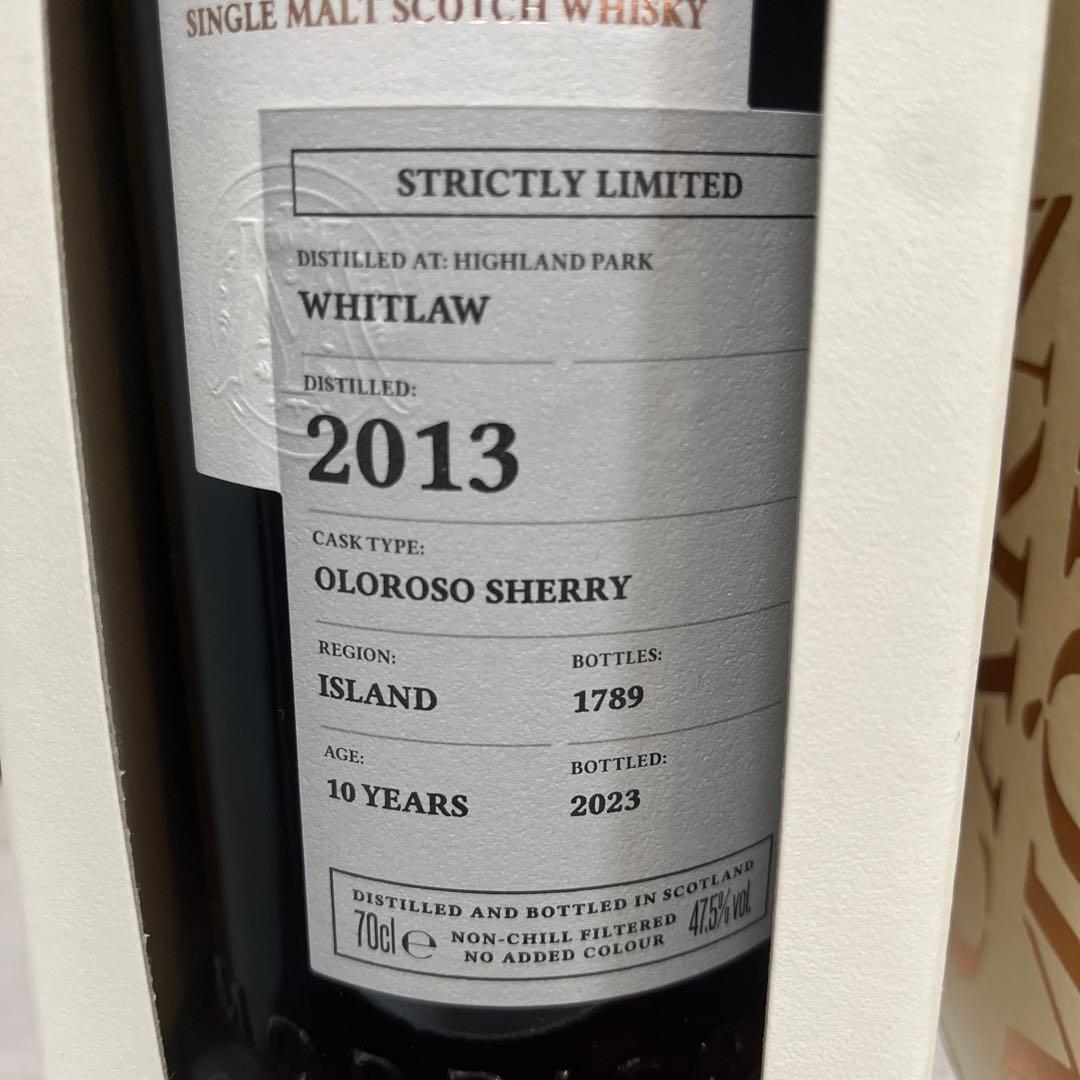 SINGLE MALT SCOTCH WHISKY
STRICTLY LIMITED
DISTILLED AT: HIGHLAND PARK
WHITLAW
DISTILLED:
2013
CASK TYPE:
OLOROSO SHERRY
REGION:
ISLAND
BOTTLES:
1789
AGE:
10 YEARS
BOTTLED:
2023
DISTILLED AND BOTTLED IN SCOTLAND
70cl e NON-CHILL FILTERED 47.5% vol
NO ADDED COLOUR